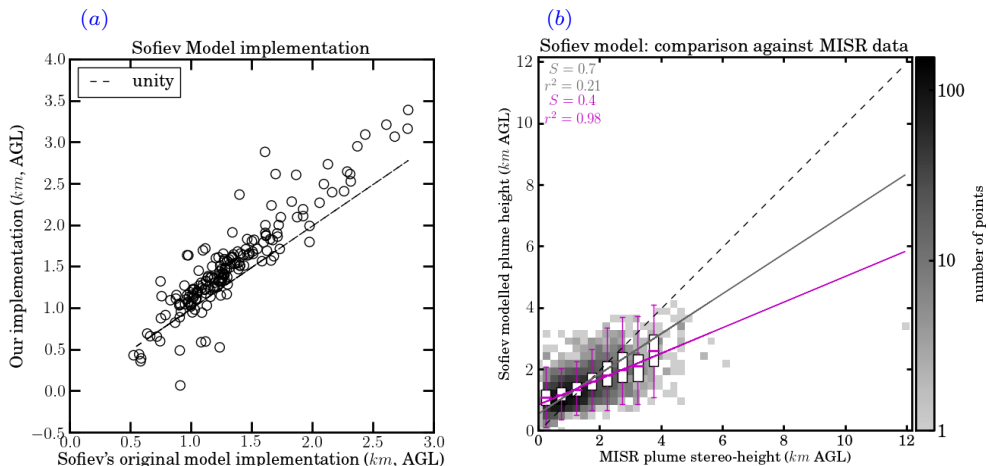 (a)
Sofiev Model implementation
4.0
3.5
3.0
2.5
2.0
1.5
1.0
0.5
0.0
−0.5
-- unity
Our implementation (km, AGL)
0.0 0.5 1.0 1.5 2.0 2.5 3.0
Sofiev's original model implementation (km, AGL)
(b)
Sofiev model: comparison against MISR data
S = 0.7
r² = 0.21
S = 0.4
r² = 0.98
12
10
8
6
4
2
0
Sofiev modelled plume height (km AGL)
0 2 4 6 8 10 12
MISR plume stereo-height (km AGL)
100
10
1
number of points